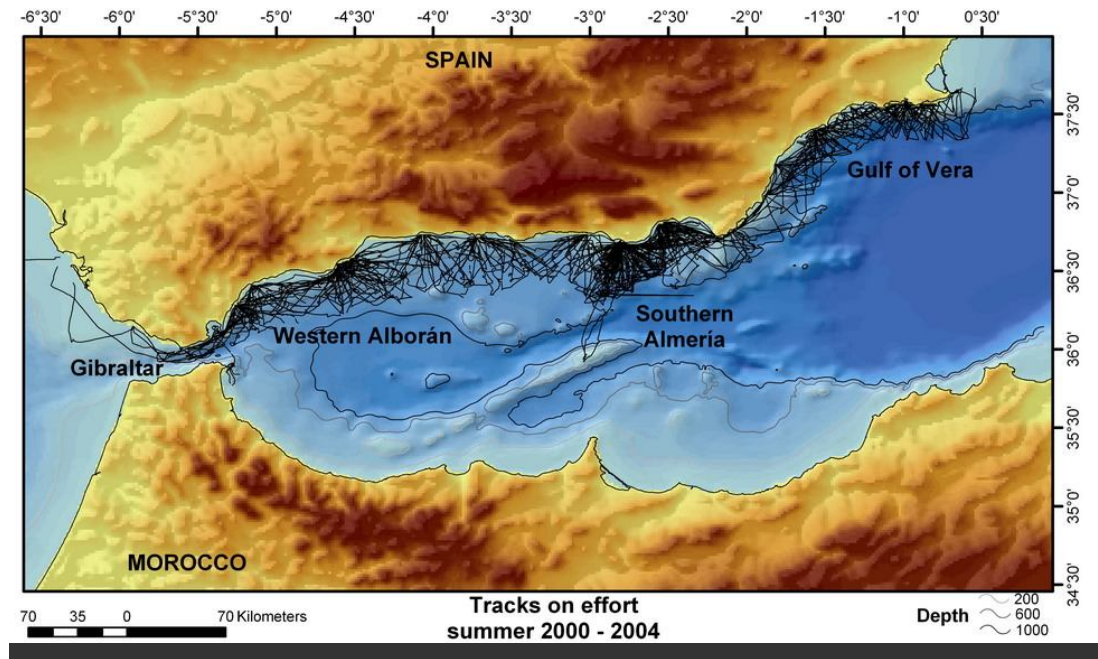 -6°30' -6°0' -5°30' -5°0' -4°30' -4°0' -3°30' -3°0' -2°30' -2°0' -1°30' -1°0' 0°30'
SPAIN
37°30'
Gulf of Vera
37°0'
36°30'
Southern
Almería
Western Alborán
36°0'
Gibraltar
35°30'
35°0'
MOROCCO
34°30'
70 35 0 70 Kilometers
Tracks on effort
summer 2000 - 2004
Depth
200
600
1000